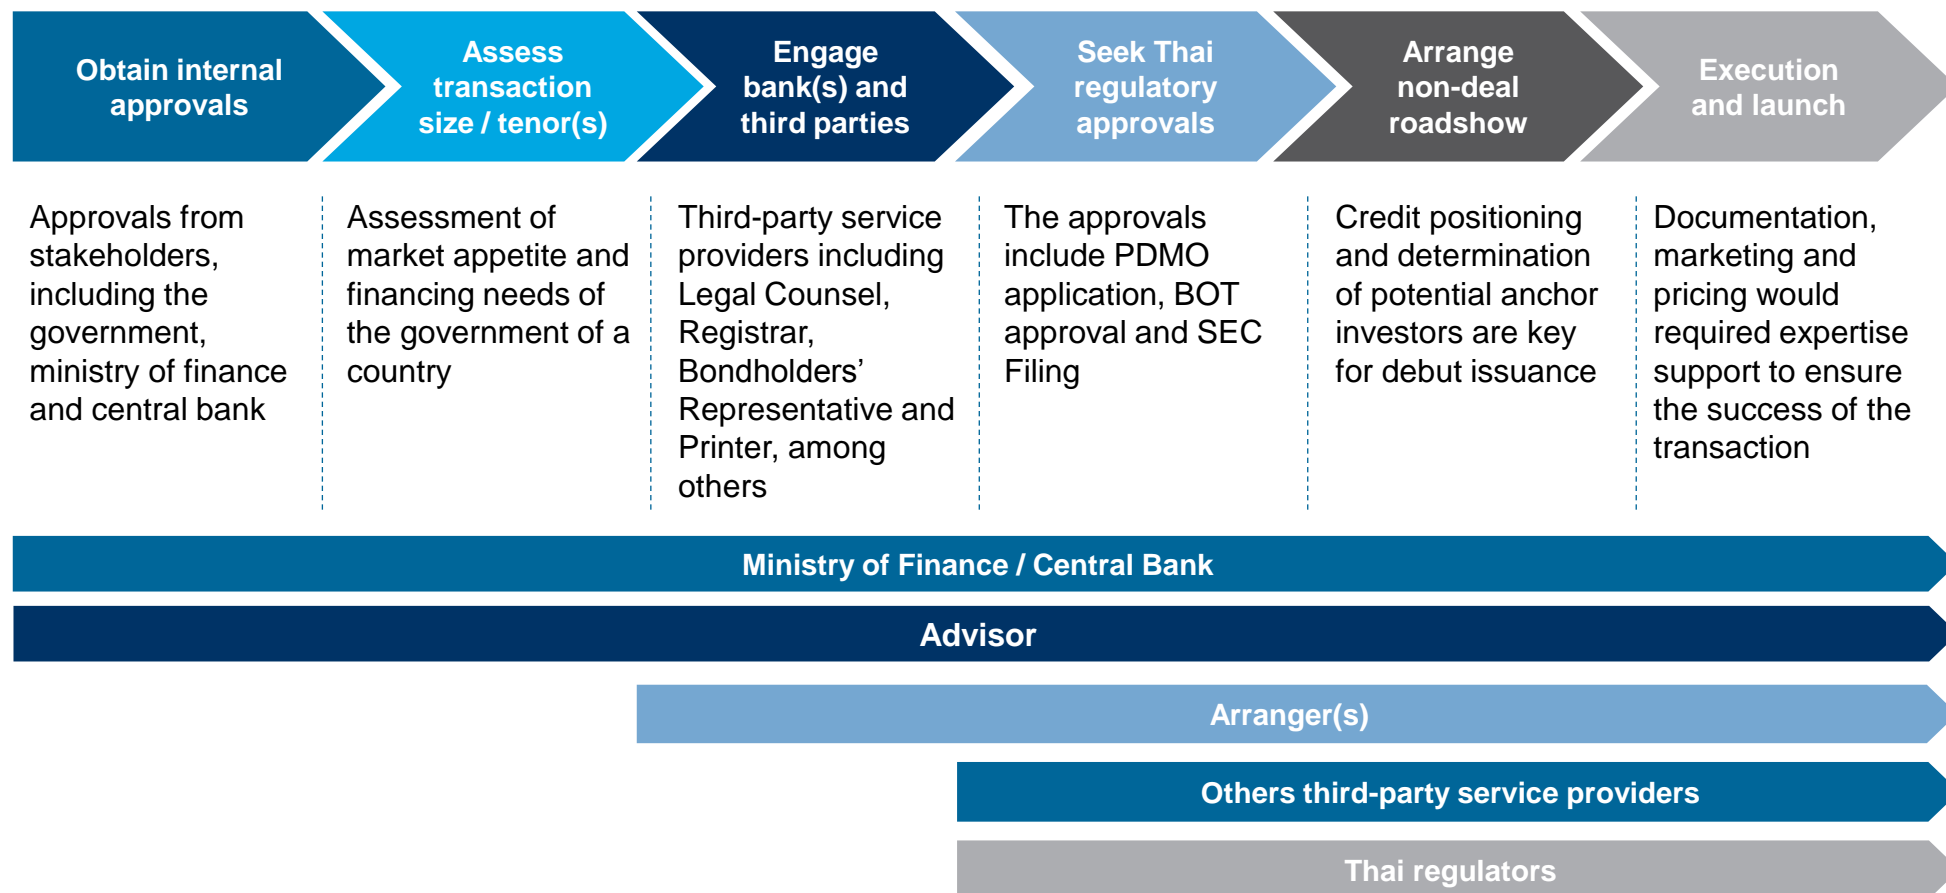 Obtain internal
approvals
Assess
transaction
size / tenor(s)
Engage
bank(s) and
third parties
Seek Thai
regulatory
approvals
Arrange
non-deal
roadshow
Execution
and launch
Approvals from
stakeholders,
including the
government,
ministry of finance
and central bank
Assessment of
market appetite and
financing needs of
the government of a
country
Third-party service
providers including
Legal Counsel,
Registrar,
Bondholders’
Representative and
Printer, among
others
The approvals
include PDMO
application, BOT
approval and SEC
Filing
Credit positioning
and determination
of potential anchor
investors are key
for debut issuance
Documentation,
marketing and
pricing would
required expertise
support to ensure
the success of the
transaction
Ministry of Finance / Central Bank
Advisor
Arranger(s)
Others third-party service providers
Thai regulators